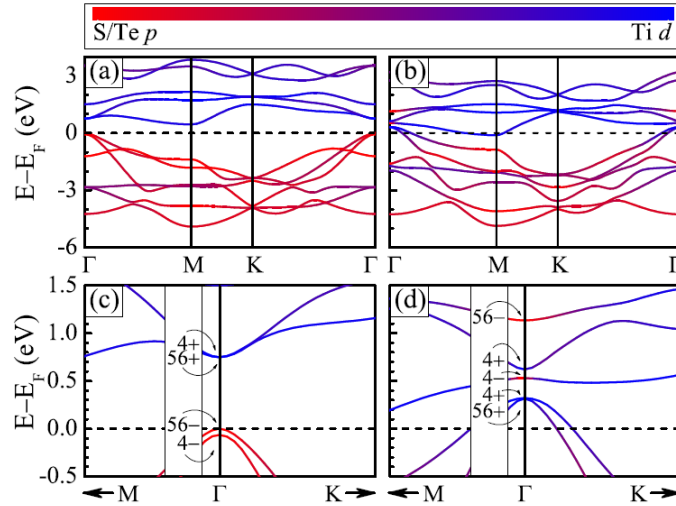 S/Te p Ti d
(a) (b)
E−E_F (eV)
3
0
-3
-6
Γ M K Γ M K Γ
(c) (d)
E−E_F (eV)
1.5
1.0
0.5
0.0
-0.5
4+
56+
56−
4−
56−
4+
4−
4+
56+
M Γ K M Γ K